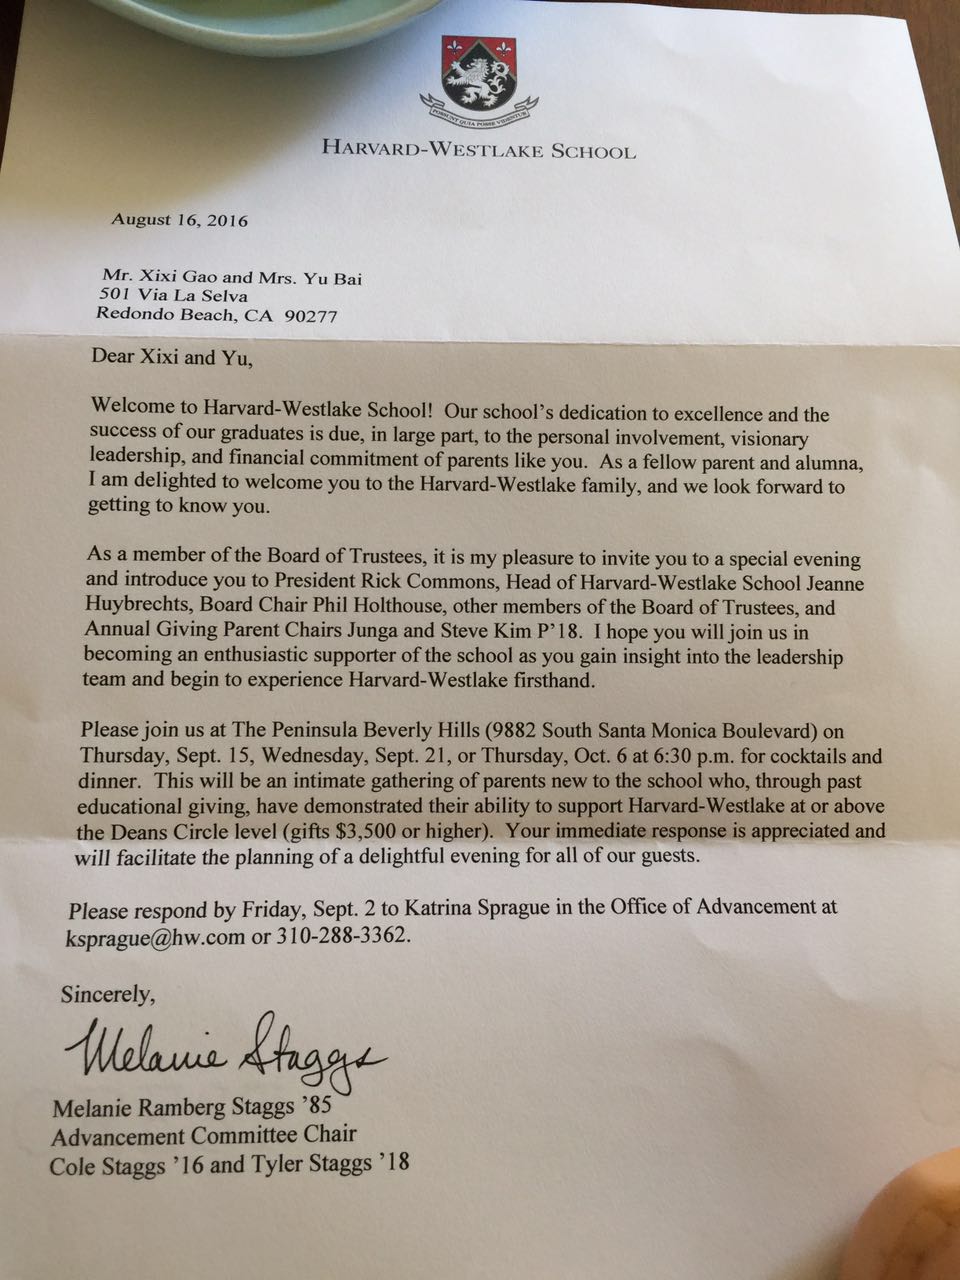 POSSUNT QUIA POSSE VIDENTUR
HARVARD-WESTLAKE SCHOOL
August 16, 2016
Mr. Xixi Gao and Mrs. Yu Bai
501 Via La Selva
Redondo Beach, CA  90277
Dear Xixi and Yu,
Welcome to Harvard-Westlake School!  Our school's dedication to excellence and the
success of our graduates is due, in large part, to the personal involvement, visionary
leadership, and financial commitment of parents like you.  As a fellow parent and alumna,
I am delighted to welcome you to the Harvard-Westlake family, and we look forward to
getting to know you.
As a member of the Board of Trustees, it is my pleasure to invite you to a special evening
and introduce you to President Rick Commons, Head of Harvard-Westlake School Jeanne
Huybrechts, Board Chair Phil Holthouse, other members of the Board of Trustees, and
Annual Giving Parent Chairs Junga and Steve Kim P'18.  I hope you will join us in
becoming an enthusiastic supporter of the school as you gain insight into the leadership
team and begin to experience Harvard-Westlake firsthand.
Please join us at The Peninsula Beverly Hills (9882 South Santa Monica Boulevard) on
Thursday, Sept. 15, Wednesday, Sept. 21, or Thursday, Oct. 6 at 6:30 p.m. for cocktails and
dinner.  This will be an intimate gathering of parents new to the school who, through past
educational giving, have demonstrated their ability to support Harvard-Westlake at or above
the Deans Circle level (gifts $3,500 or higher).  Your immediate response is appreciated and
will facilitate the planning of a delightful evening for all of our guests.
Please respond by Friday, Sept. 2 to Katrina Sprague in the Office of Advancement at
ksprague@hw.com or 310-288-3362.
Sincerely,
Melanie Staggs
Melanie Ramberg Staggs '85
Advancement Committee Chair
Cole Staggs '16 and Tyler Staggs '18